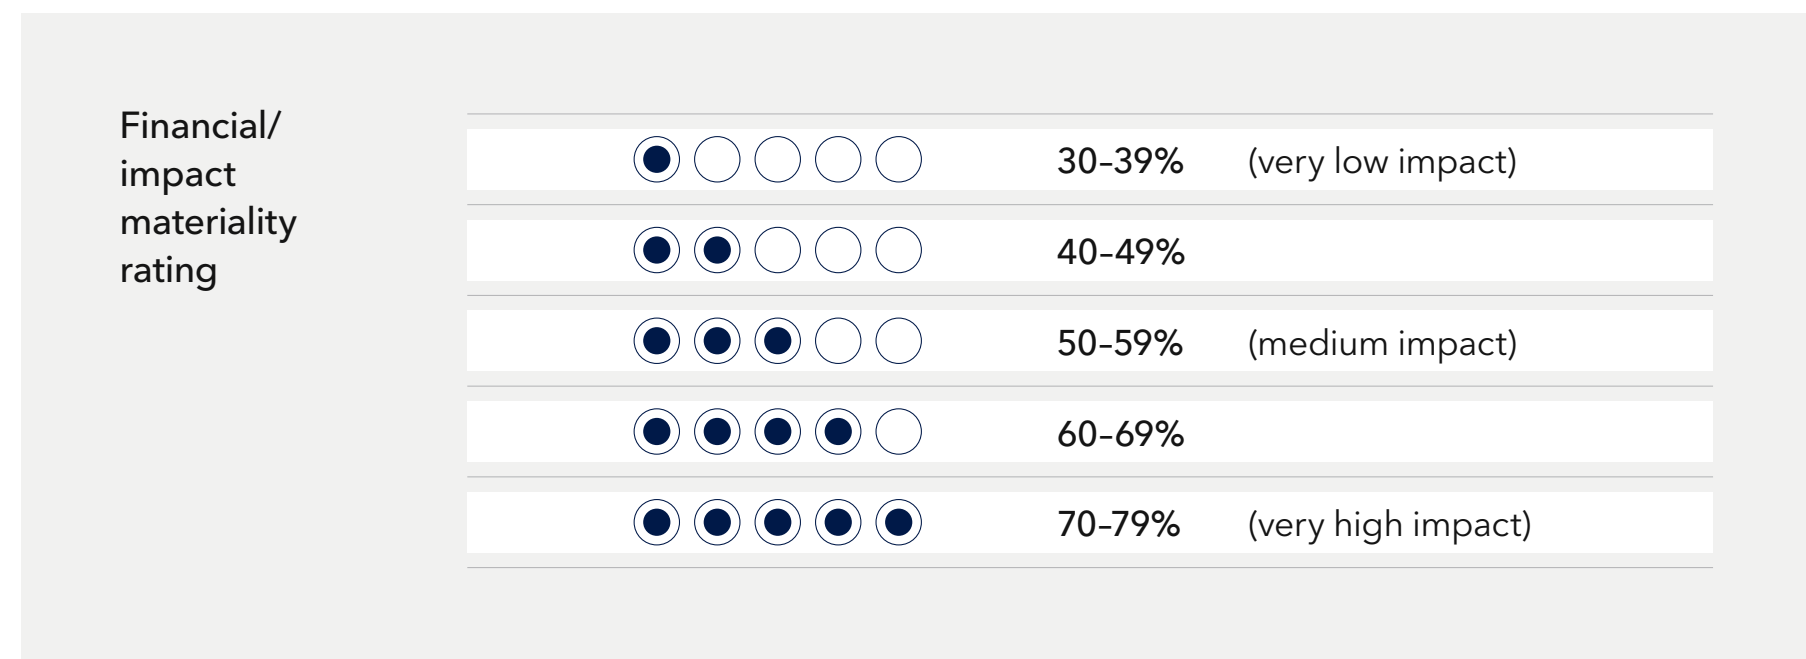 Financial/
impact
materiality
rating
30–39% (very low impact)
40–49%
50–59% (medium impact)
60–69%
70–79% (very high impact)